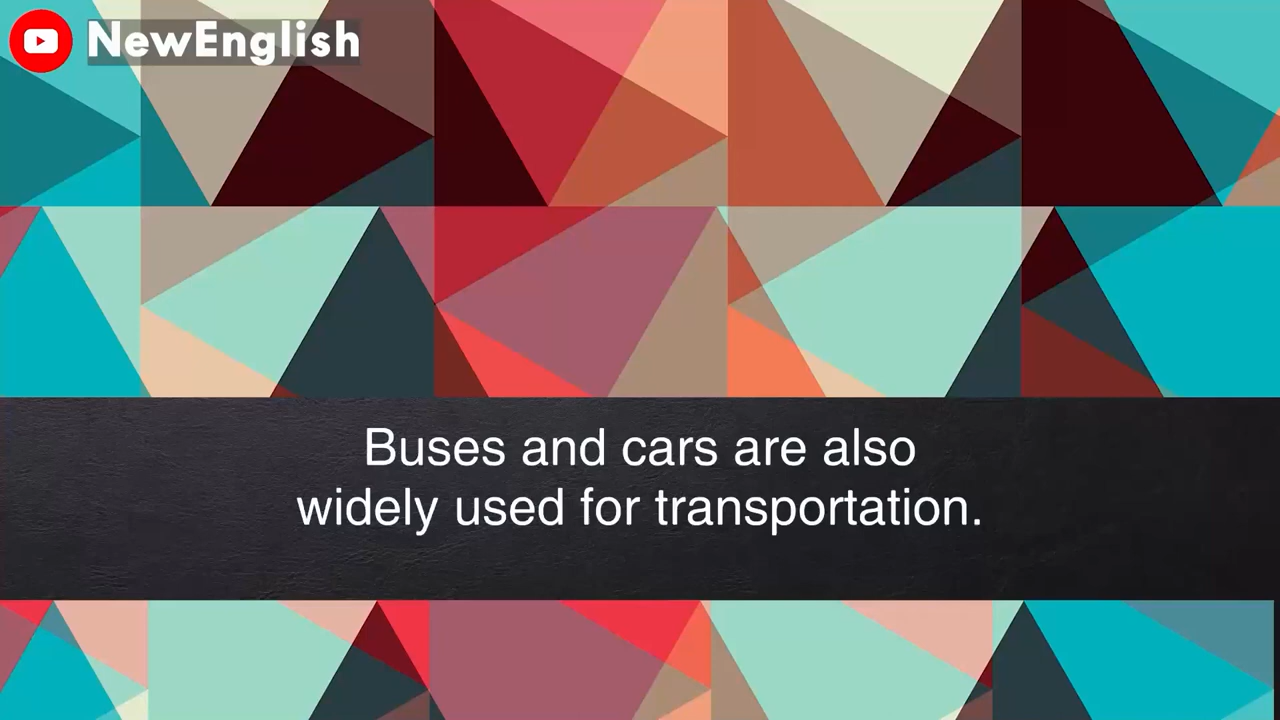 NewEnglish
Buses and cars are also
widely used for transportation.